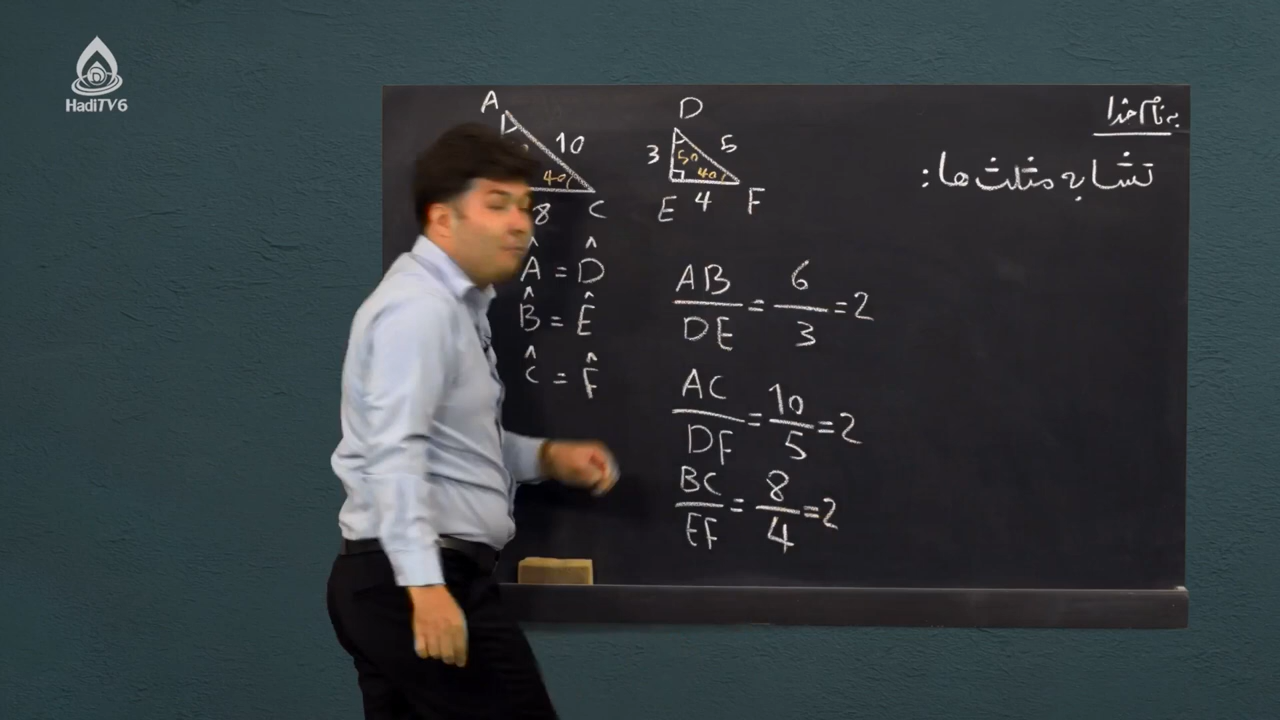 HadiTV6
به نام خدا
تشابه مثلث ها:
A
10
40
8
C
D
3
5
50
40
E
4
F
Â = D̂
B̂ = Ê
Ĉ = F̂
AB/DE = 6/3 = 2
AC/DF = 10/5 = 2
BC/EF = 8/4 = 2